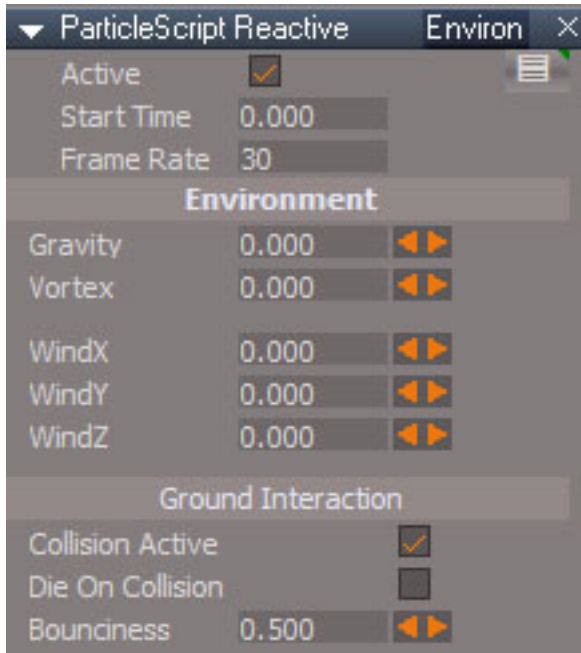 ParticleScript Reactive Environ
Active
Start Time 0.000
Frame Rate 30
Environment
Gravity 0.000
Vortex 0.000
WindX 0.000
WindY 0.000
WindZ 0.000
Ground Interaction
Collision Active
Die On Collision
Bounciness 0.500